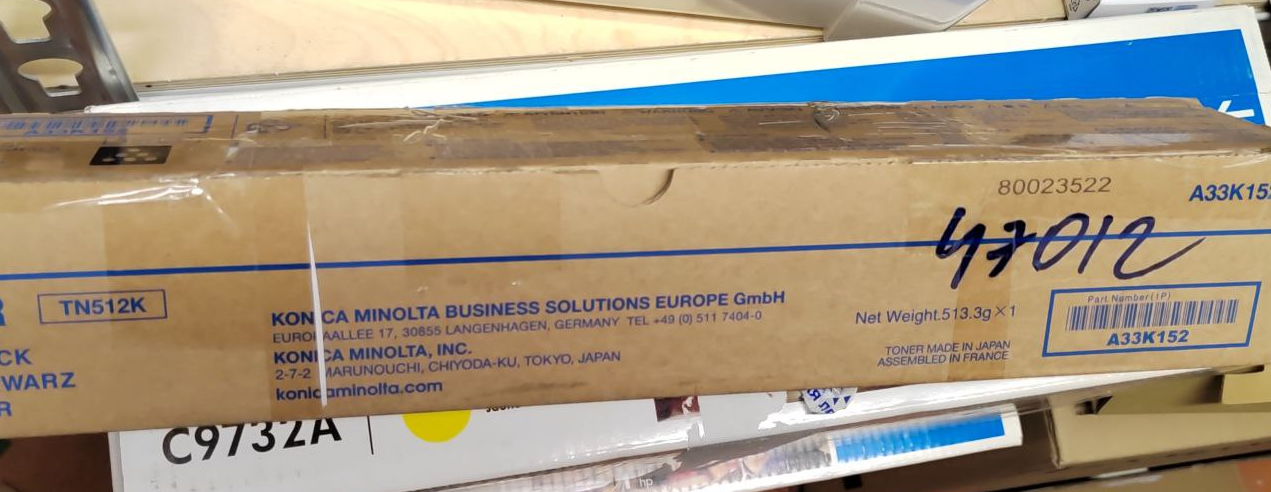 80023522
A33K152
47012
TN512K
KONICA MINOLTA BUSINESS SOLUTIONS EUROPE GmbH
EUROPAALLEE 17, 30855 LANGENHAGEN, GERMANY TEL +49 (0) 511 7404-0
KONICA MINOLTA, INC.
2-7-2 MARUNOUCHI, CHIYODA-KU, TOKYO, JAPAN
konicaminolta.com
Net Weight.513.3g×1
TONER MADE IN JAPAN
ASSEMBLED IN FRANCE
Part Number(1P)
A33K152
CK
WARZ
R
C9732A
hp